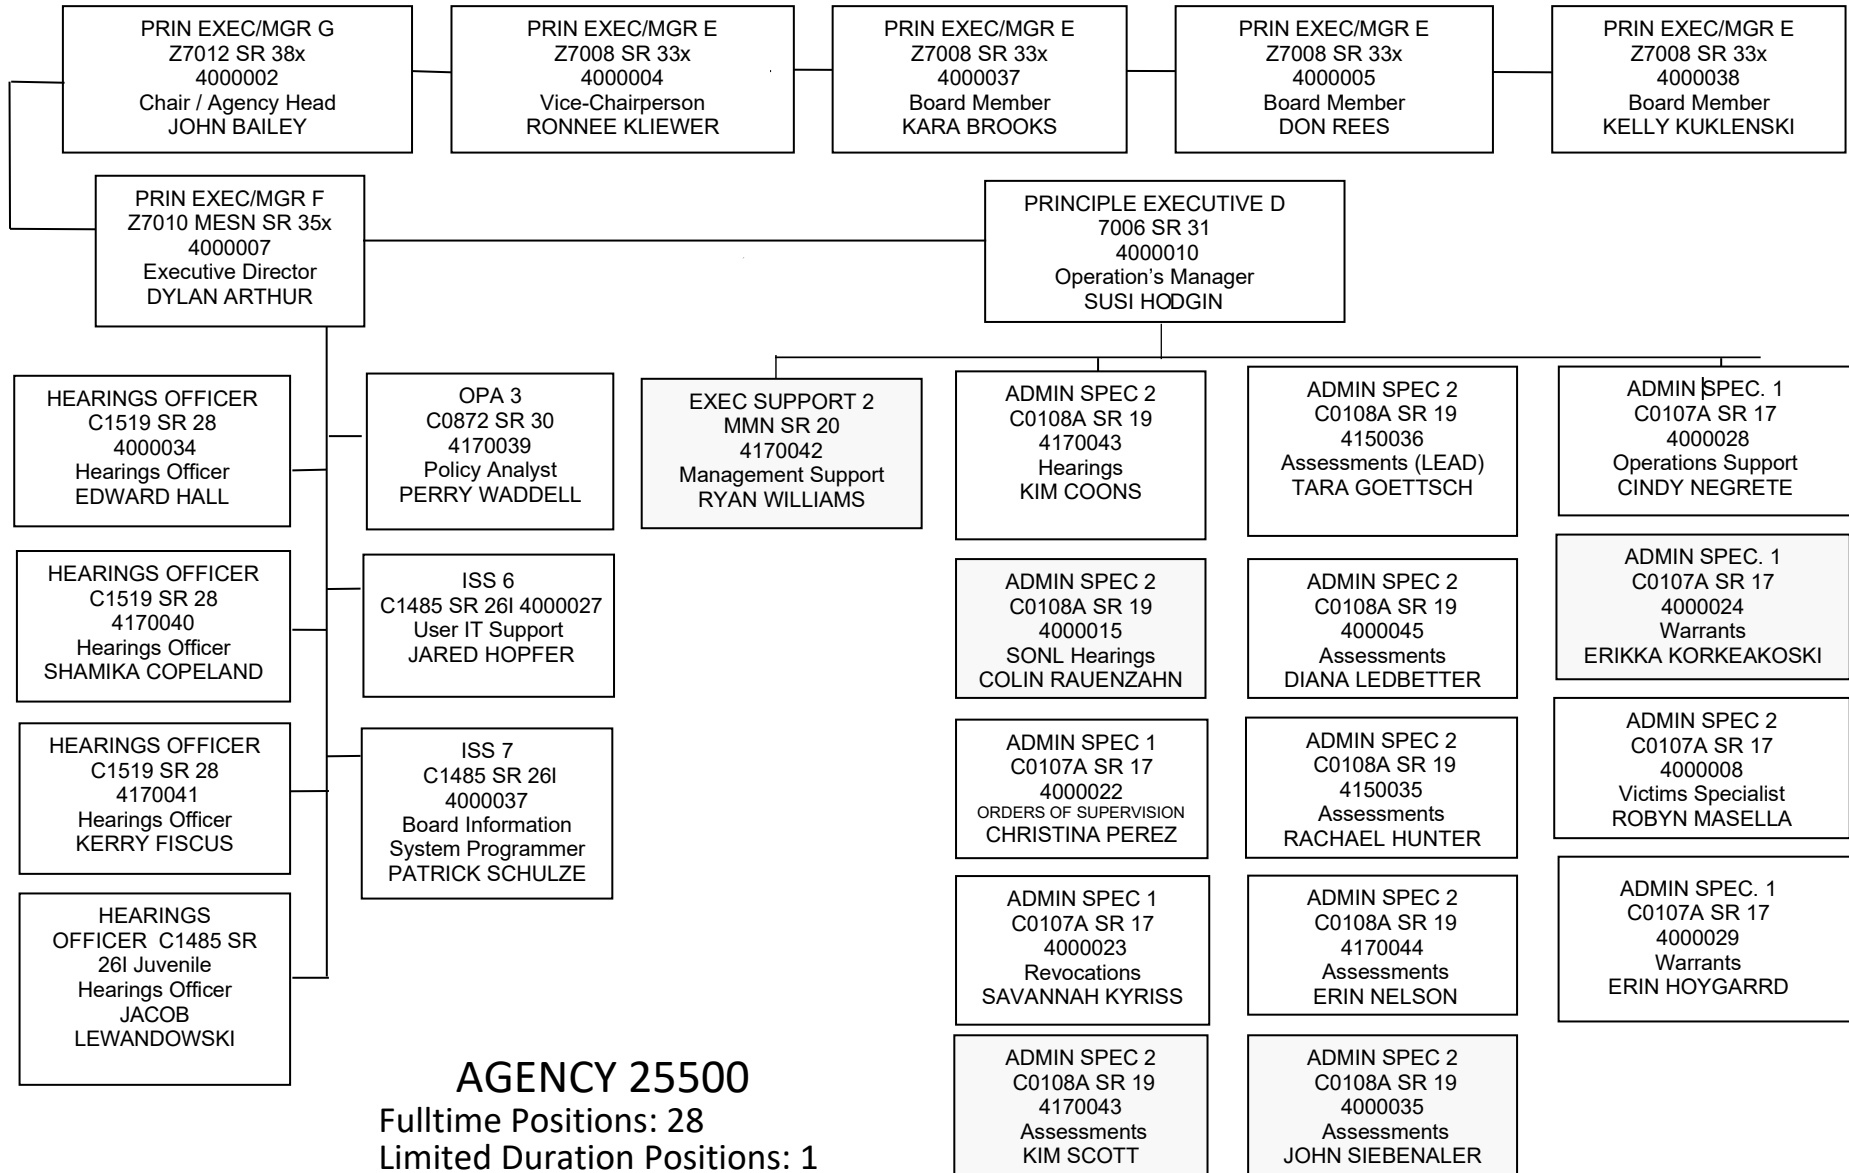 PRIN EXEC/MGR G
Z7012 SR 38x
4000002
Chair / Agency Head
JOHN BAILEY
PRIN EXEC/MGR E
Z7008 SR 33x
4000004
Vice-Chairperson
RONNEE KLIEWER
PRIN EXEC/MGR E
Z7008 SR 33x
4000037
Board Member
KARA BROOKS
PRIN EXEC/MGR E
Z7008 SR 33x
4000005
Board Member
DON REES
PRIN EXEC/MGR E
Z7008 SR 33x
4000038
Board Member
KELLY KUKLENSKI
PRIN EXEC/MGR F
Z7010 MESN SR 35x
4000007
Executive Director
DYLAN ARTHUR
PRINCIPLE EXECUTIVE D
7006 SR 31
4000010
Operation’s Manager
SUSI HODGIN
HEARINGS OFFICER
C1519 SR 28
4000034
Hearings Officer
EDWARD HALL
HEARINGS OFFICER
C1519 SR 28
4170040
Hearings Officer
SHAMIKA COPELAND
HEARINGS OFFICER
C1519 SR 28
4170041
Hearings Officer
KERRY FISCUS
HEARINGS
OFFICER C1485 SR
26I Juvenile
Hearings Officer
JACOB
LEWANDOWSKI
OPA 3
C0872 SR 30
4170039
Policy Analyst
PERRY WADDELL
ISS 6
C1485 SR 26I 4000027
User IT Support
JARED HOPFER
ISS 7
C1485 SR 26I
4000037
Board Information
System Programmer
PATRICK SCHULZE
EXEC SUPPORT 2
MMN SR 20
4170042
Management Support
RYAN WILLIAMS
ADMIN SPEC 2
C0108A SR 19
4170043
Hearings
KIM COONS
ADMIN SPEC 2
C0108A SR 19
4000015
SONL Hearings
COLIN RAUENZAHN
ADMIN SPEC 1
C0107A SR 17
4000022
ORDERS OF SUPERVISION
CHRISTINA PEREZ
ADMIN SPEC 1
C0107A SR 17
4000023
Revocations
SAVANNAH KYRISS
ADMIN SPEC 2
C0108A SR 19
4170043
Assessments
KIM SCOTT
ADMIN SPEC 2
C0108A SR 19
4150036
Assessments (LEAD)
TARA GOETTSCH
ADMIN SPEC 2
C0108A SR 19
4000045
Assessments
DIANA LEDBETTER
ADMIN SPEC 2
C0108A SR 19
4150035
Assessments
RACHAEL HUNTER
ADMIN SPEC 2
C0108A SR 19
4170044
Assessments
ERIN NELSON
ADMIN SPEC 2
C0108A SR 19
4000035
Assessments
JOHN SIEBENALER
ADMIN SPEC. 1
C0107A SR 17
4000028
Operations Support
CINDY NEGRETE
ADMIN SPEC. 1
C0107A SR 17
4000024
Warrants
ERIKKA KORKEAKOSKI
ADMIN SPEC 2
C0107A SR 17
4000008
Victims Specialist
ROBYN MASELLA
ADMIN SPEC. 1
C0107A SR 17
4000029
Warrants
ERIN HOYGARRD
AGENCY 25500
Fulltime Positions: 28
Limited Duration Positions: 1